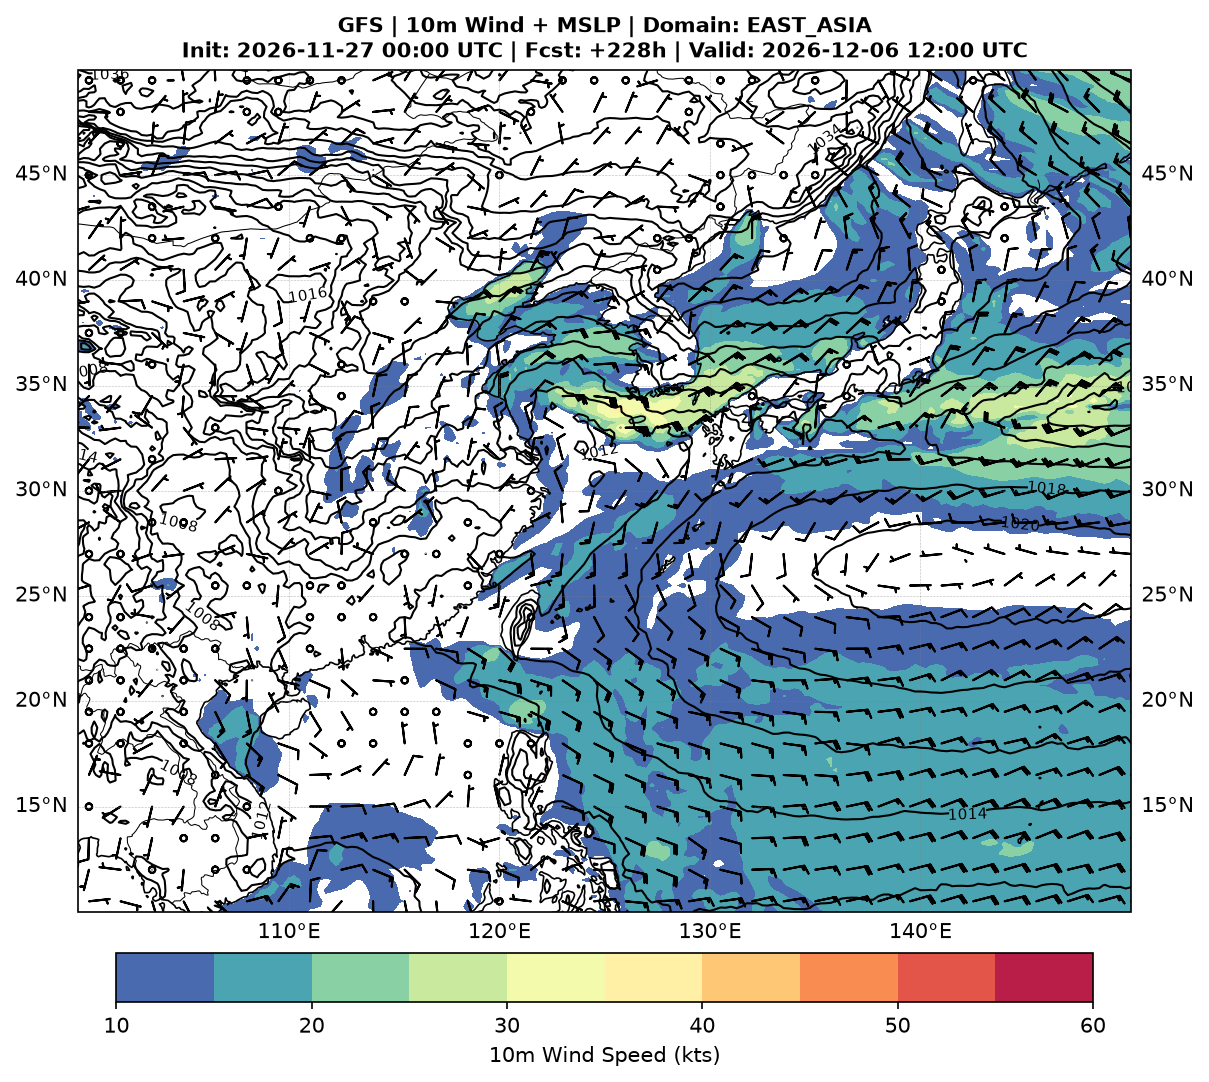 GFS | 10m Wind + MSLP | Domain: EAST_ASIA
Init: 2026-11-27 00:00 UTC | Fcst: +228h | Valid: 2026-12-06 12:00 UTC
1036
1034
45°N 45°N
40°N 40°N
1016
35°N 35°N
1012
30°N 30°N
1018
1020
1008
25°N 25°N
1008
20°N 20°N
1008
15°N 15°N
1012
1014
110°E 120°E 130°E 140°E
10 20 30 40 50 60
10m Wind Speed (kts)